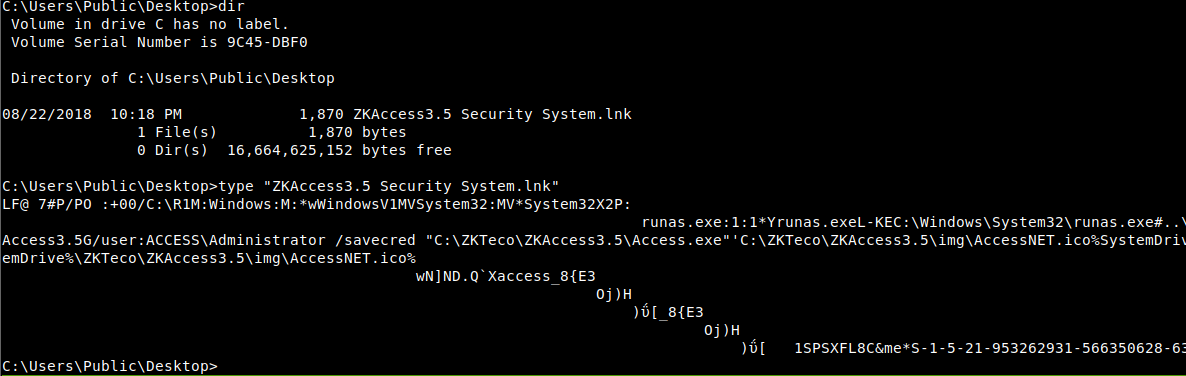 C:\Users\Public\Desktop>dir
 Volume in drive C has no label.
 Volume Serial Number is 9C45-DBF0

 Directory of C:\Users\Public\Desktop

08/22/2018  10:18 PM             1,870 ZKAccess3.5 Security System.lnk
               1 File(s)          1,870 bytes
               0 Dir(s)  16,664,625,152 bytes free

C:\Users\Public\Desktop>type "ZKAccess3.5 Security System.lnk"
LF@ 7#P/PO :+00/C:\R1M:Windows:M:*wWindowsV1MVSystem32:MV*System32X2P:
runas.exe:1:1*Yrunas.exeL-KEC:\Windows\System32\runas.exe#..\
Access3.5G/user:ACCESS\Administrator /savecred "C:\ZKTeco\ZKAccess3.5\Access.exe"'C:\ZKTeco\ZKAccess3.5\img\AccessNET.ico%SystemDriv
emDrive%\ZKTeco\ZKAccess3.5\img\AccessNET.ico%
wN]ND.Q`Xaccess_8{E3
Oj)H
)ΰ[_8{E3
Oj)H
)ΰ[   1SPSXFL8C&me*S-1-5-21-953262931-566350628-63
C:\Users\Public\Desktop>